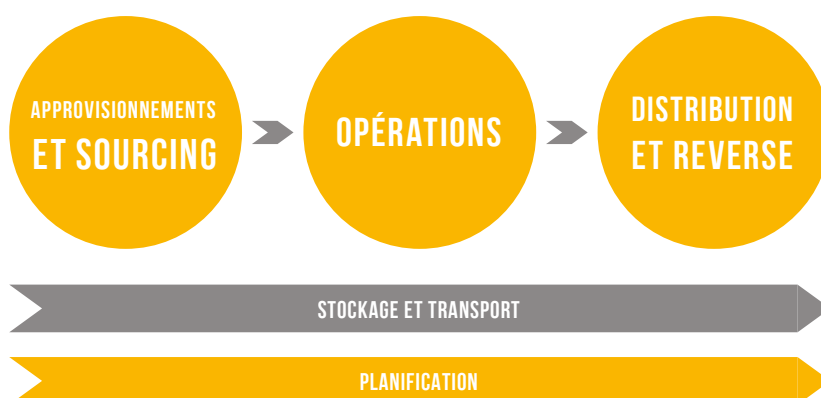 APPROVISIONNEMENTS
ET SOURCING
OPÉRATIONS
DISTRIBUTION
ET REVERSE
STOCKAGE ET TRANSPORT
PLANIFICATION